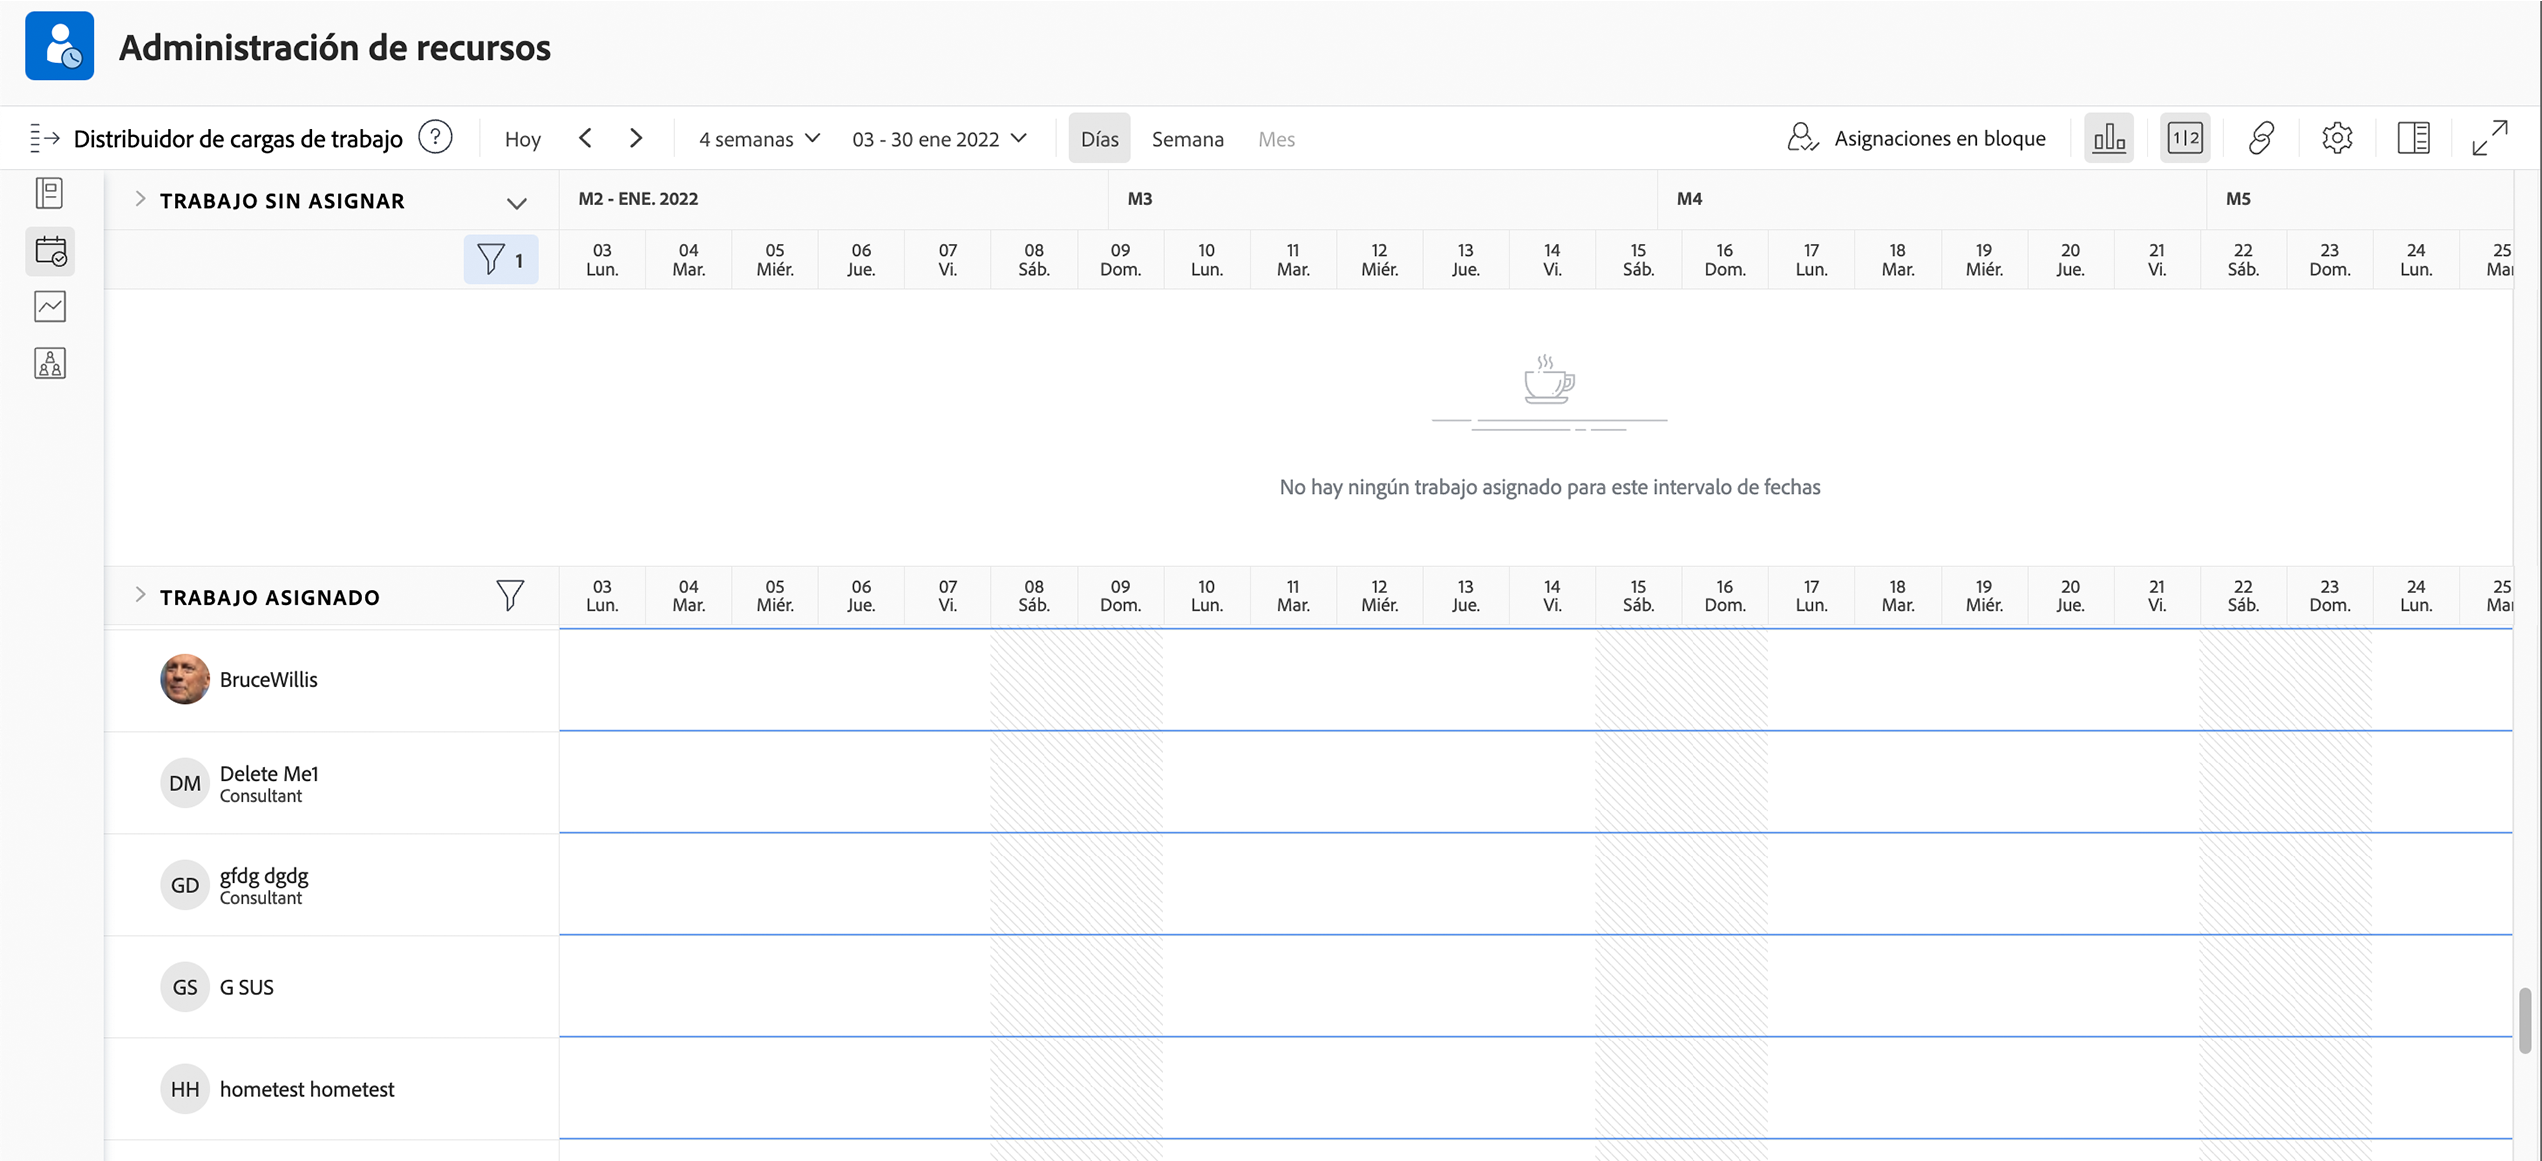 Administración de recursos
Distribuidor de cargas de trabajo ? Hoy 4 semanas 03 - 30 ene 2022 Días Semana Mes Asignaciones en bloque 1|2
TRABAJO SIN ASIGNAR M2 - ENE. 2022 M3 M4 M5
1
03 04 05 06 07 08 09 10 11 12 13 14 15 16 17 18 19 20 21 22 23 24 25
Lun. Mar. Miér. Jue. Vi. Sáb. Dom. Lun. Mar. Miér. Jue. Vi. Sáb. Dom. Lun. Mar. Miér. Jue. Vi. Sáb. Dom. Lun. Mar
No hay ningún trabajo asignado para este intervalo de fechas
TRABAJO ASIGNADO
03 04 05 06 07 08 09 10 11 12 13 14 15 16 17 18 19 20 21 22 23 24 25
Lun. Mar. Miér. Jue. Vi. Sáb. Dom. Lun. Mar. Miér. Jue. Vi. Sáb. Dom. Lun. Mar. Miér. Jue. Vi. Sáb. Dom. Lun. Mar
BruceWillis
DM Delete Me1
Consultant
GD gfdg dgdg
Consultant
GS G SUS
HH hometest hometest